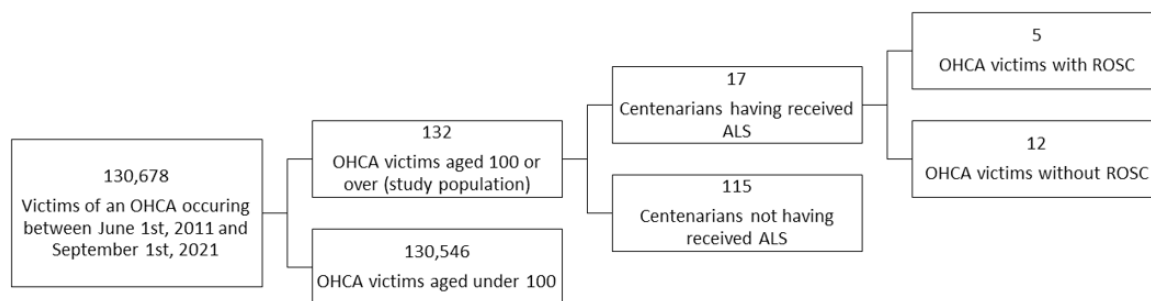 130,678
Victims of an OHCA occuring
between June 1st, 2011 and
September 1st, 2021
132
OHCA victims aged 100 or
over (study population)
130,546
OHCA victims aged under 100
17
Centenarians having received
ALS
115
Centenarians not having
received ALS
5
OHCA victims with ROSC
12
OHCA victims without ROSC